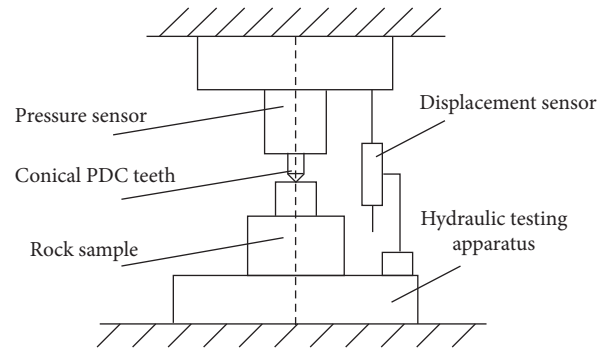 Pressure sensor
Displacement sensor
Conical PDC teeth
Rock sample
Hydraulic testing
apparatus